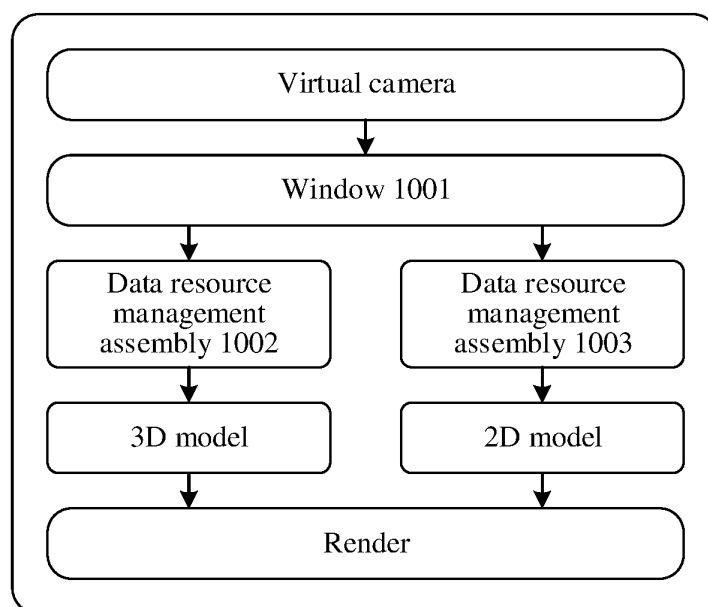 Virtual camera
Window 1001
Data resource
management
assembly 1002
Data resource
management
assembly 1003
3D model
2D model
Render